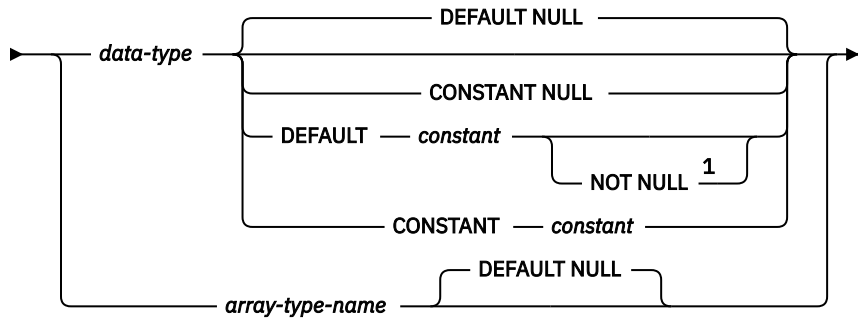 DEFAULT NULL
data-type
CONSTANT NULL
DEFAULT constant
NOT NULL 1
CONSTANT constant
DEFAULT NULL
array-type-name